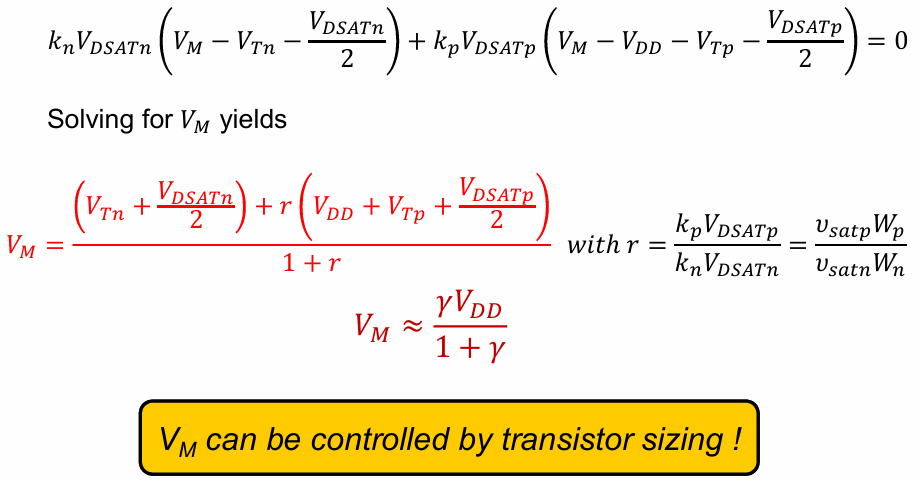 $k_n V_{DSATn} \left( V_M - V_{Tn} - \frac{V_{DSATn}}{2} \right) + k_p V_{DSATp} \left( V_M - V_{DD} - V_{Tp} - \frac{V_{DSATp}}{2} \right) = 0$
Solving for $V_M$ yields
$V_M = \frac{\left( V_{Tn} + \frac{V_{DSATn}}{2} \right) + r \left( V_{DD} + V_{Tp} + \frac{V_{DSATp}}{2} \right)}{1 + r}$ with $r = \frac{k_p V_{DSATp}}{k_n V_{DSATn}} = \frac{\upsilon_{satp} W_p}{\upsilon_{satn} W_n}$
$V_M \approx \frac{\gamma V_{DD}}{1 + \gamma}$
$V_M$ can be controlled by transistor sizing !